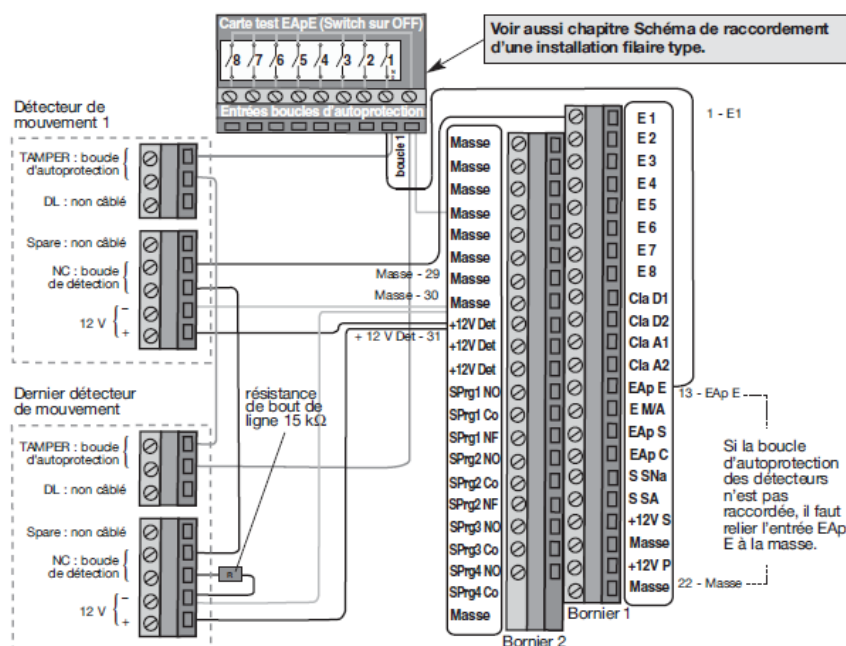 Carte test EApE (Switch sur OFF)
8 7 6 5 4 3 2 1
Entrées boucles d'autoprotection
Voir aussi chapitre Schéma de raccordement
d'une installation filaire type.
Détecteur de
mouvement 1
TAMPER : boucle
d'autoprotection
DL : non câblé
Spare : non câblé
NC : boucle
de détection
12 V
−
+
boucle 1
Masse - 29
Masse - 30
+ 12 V Det - 31
Dernier détecteur
de mouvement
résistance
de bout de
ligne 15 kΩ
TAMPER : boucle
d'autoprotection
DL : non câblé
Spare : non câblé
NC : boucle
de détection
R
12 V
−
+
Masse
Masse
Masse
Masse
Masse
Masse
Masse
Masse
+12V Det
+12V Det
+12V Det
SPrg1 NO
SPrg1 Co
SPrg1 NF
SPrg2 NO
SPrg2 Co
SPrg2 NF
SPrg3 NO
SPrg3 Co
SPrg4 NO
SPrg4 Co
Masse
Bornier 2
Bornier 1
E 1
E 2
E 3
E 4
E 5
E 6
E 7
E 8
Cla D1
Cla D2
Cla A1
Cla A2
EAp E
E M/A
EAp S
EAp C
S SNa
S SA
+12V S
Masse
+12V P
Masse
1 - E1
13 - EAp E
22 - Masse
Si la boucle
d'autoprotection
des détecteurs
n'est pas
raccordée, il faut
relier l'entrée EAp
E à la masse.